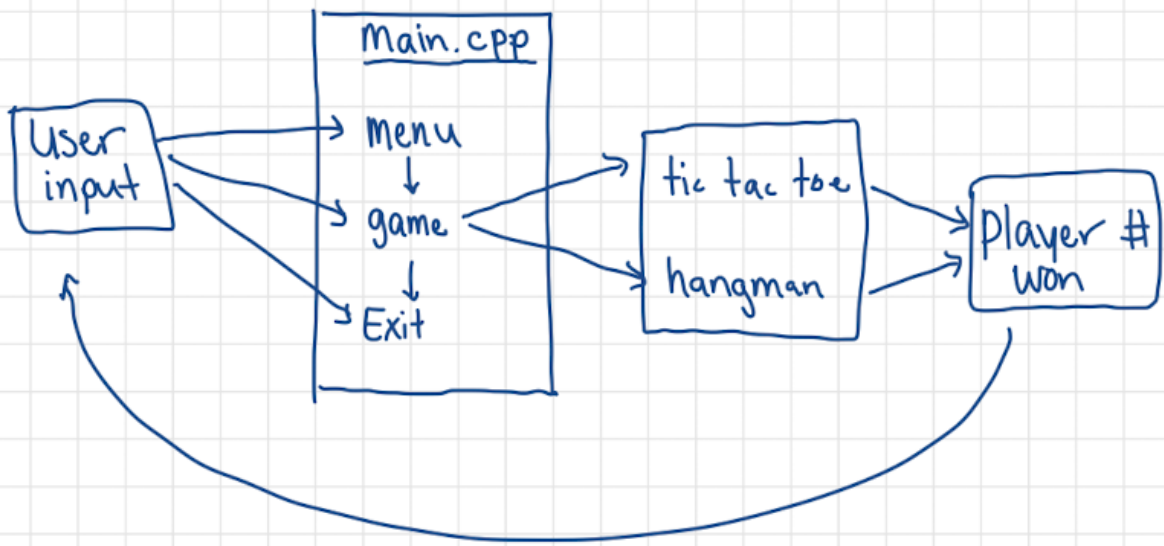 Main.cpp
User
input
menu
game
Exit
tic tac toe
hangman
player #
won